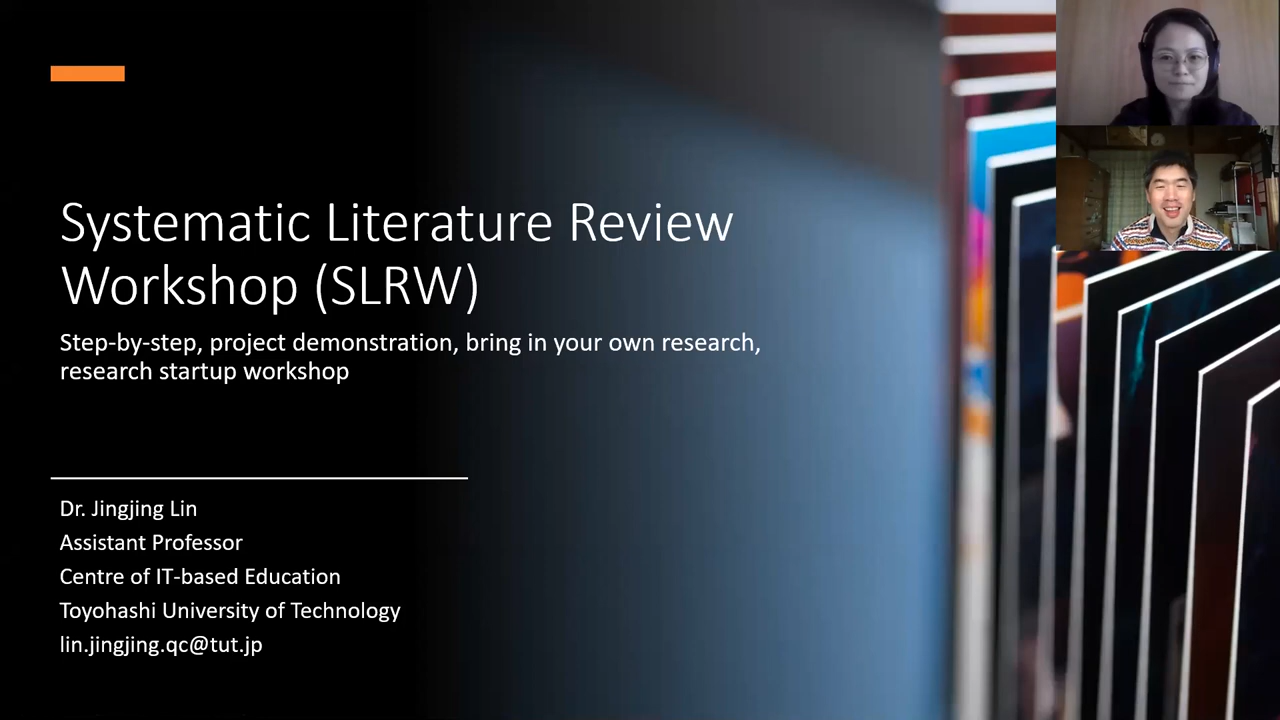 Systematic Literature Review
Workshop (SLRW)
Step-by-step, project demonstration, bring in your own research,
research startup workshop
Dr. Jingjing Lin
Assistant Professor
Centre of IT-based Education
Toyohashi University of Technology
lin.jingjing.qc@tut.jp